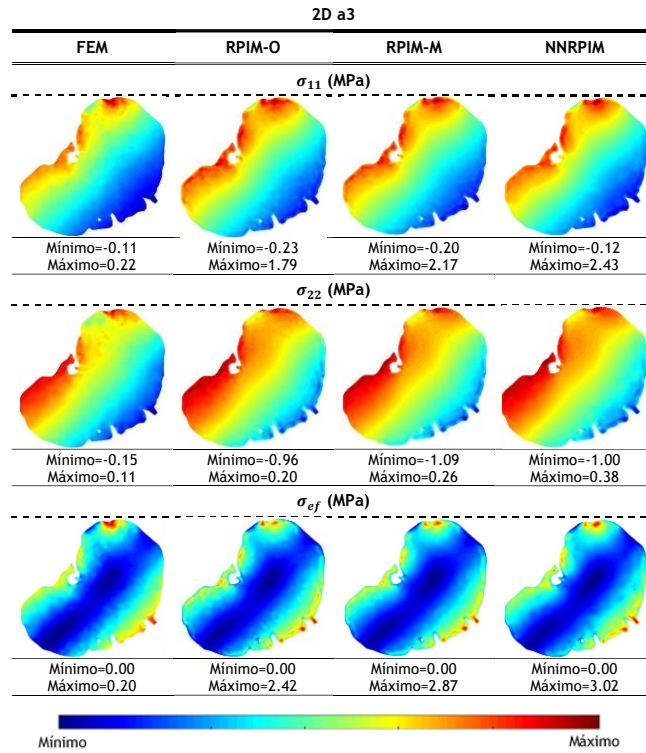 2D a3
FEM RPIM-O RPIM-M NNRPIM
σ₁₁ (MPa)
Mínimo=-0.11 Mínimo=-0.23 Mínimo=-0.20 Mínimo=-0.12
Máximo=0.22 Máximo=1.79 Máximo=2.17 Máximo=2.43
σ₂₂ (MPa)
Mínimo=-0.15 Mínimo=-0.96 Mínimo=-1.09 Mínimo=-1.00
Máximo=0.11 Máximo=0.20 Máximo=0.26 Máximo=0.38
σₑf (MPa)
Mínimo=0.00 Mínimo=0.00 Mínimo=0.00 Mínimo=0.00
Máximo=0.20 Máximo=2.42 Máximo=2.87 Máximo=3.02
Mínimo Máximo